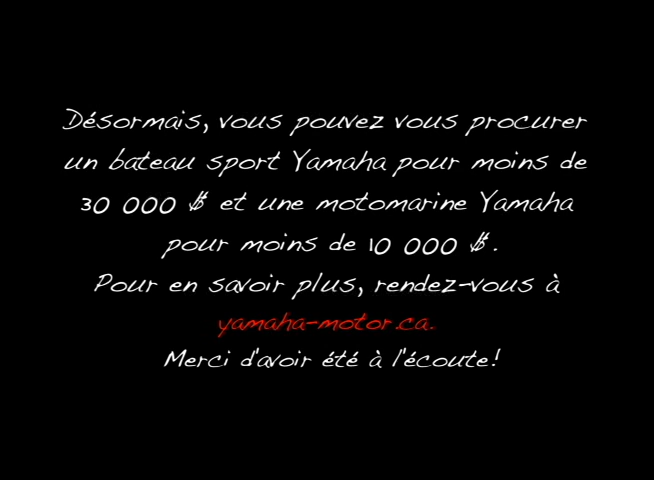 Désormais, vous pouvez vous procurer
un bateau sport Yamaha pour moins de
30 000 $ et une motomarine Yamaha
pour moins de 10 000 $.
Pour en savoir plus, rendez-vous à
yamaha-motor.ca.
Merci d'avoir été à l'écoute!